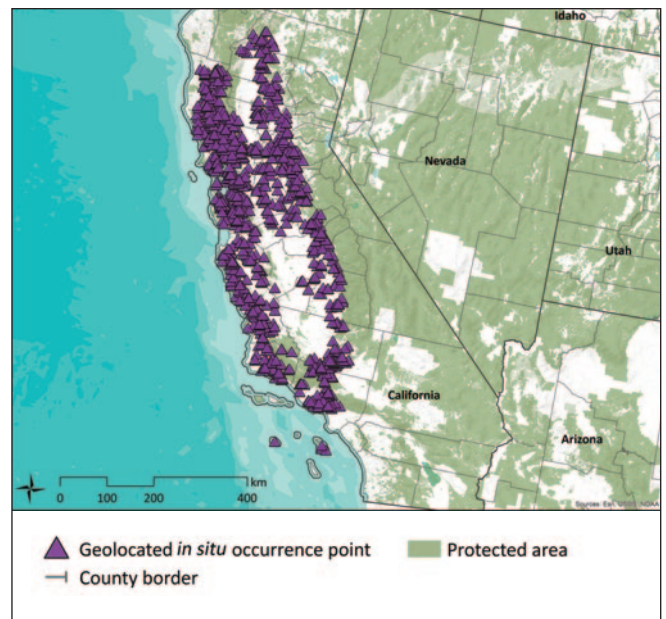 Idaho
Nevada
Utah
California
Arizona
km
0 100 200 400
Sources: Esri, USGS, NOAA
Geolocated in situ occurrence point
Protected area
County border